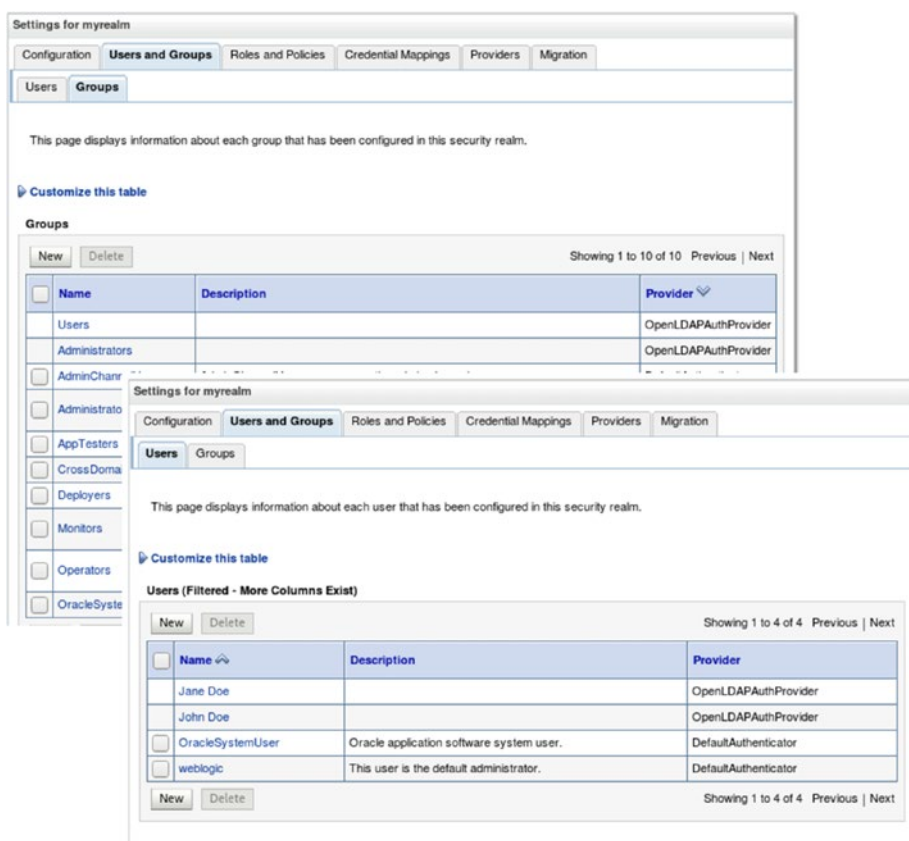 Settings for myrealm
Configuration Users and Groups Roles and Policies Credential Mappings Providers Migration
Users Groups
This page displays information about each group that has been configured in this security realm.
Customize this table
Groups
New Delete Showing 1 to 10 of 10 Previous | Next
Name Description Provider
Users OpenLDAPAuthProvider
Administrators OpenLDAPAuthProvider
AdminChann
Administrato
AppTesters
CrossDomai
Deployers
Monitors
Operators
OracleSyste
Settings for myrealm
Configuration Users and Groups Roles and Policies Credential Mappings Providers Migration
Users Groups
This page displays information about each user that has been configured in this security realm.
Customize this table
Users (Filtered - More Columns Exist)
New Delete Showing 1 to 4 of 4 Previous | Next
Name Description Provider
Jane Doe OpenLDAPAuthProvider
John Doe OpenLDAPAuthProvider
OracleSystemUser Oracle application software system user. DefaultAuthenticator
weblogic This user is the default administrator. DefaultAuthenticator
New Delete Showing 1 to 4 of 4 Previous | Next